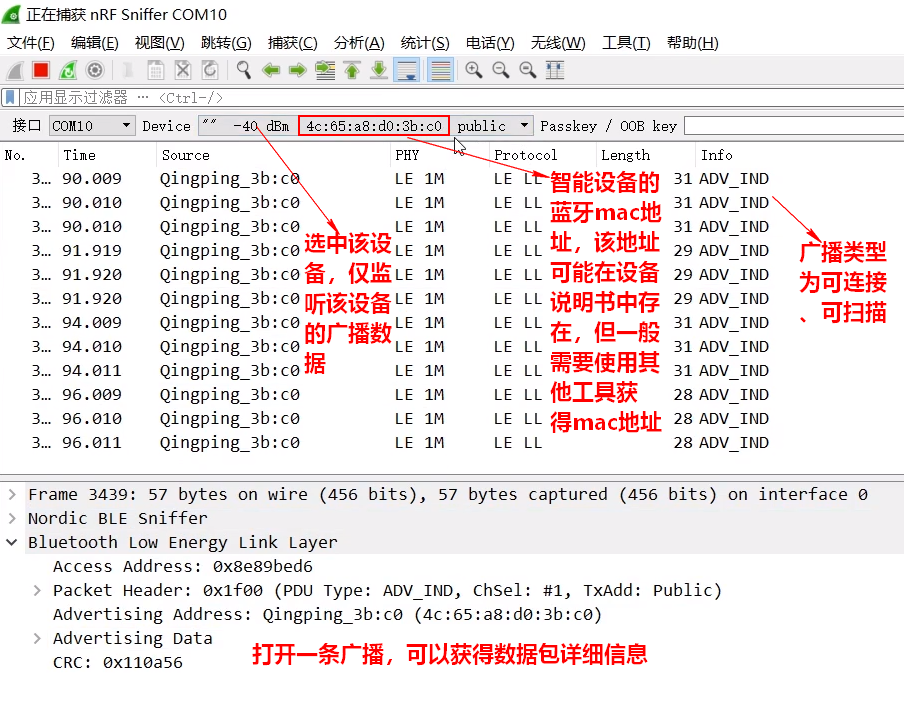 正在捕获 nRF Sniffer COM10
文件(F) 编辑(E) 视图(V) 跳转(G) 捕获(C) 分析(A) 统计(S) 电话(Y) 无线(W) 工具(T) 帮助(H)
应用显示过滤器 … <Ctrl-/>
接口 COM10 Device "" -40 dBm 4c:65:a8:d0:3b:c0 public Passkey / OOB key
No. Time Source PHY Protocol Length Info
3… 90.009 Qingping_3b:c0 LE 1M LE LL 31 ADV_IND
3… 90.010 Qingping_3b:c0 LE 1M LE LL 31 ADV_IND
3… 90.010 Qingping_3b:c0 LE 1M LE LL 31 ADV_IND
3… 91.919 Qingping_3b:c0 LE 1M LE LL 29 ADV_IND
3… 91.920 Qingping_3b:c0 LE 1M LE LL 29 ADV_IND
3… 91.920 Qingping_3b:c0 LE 1M LE LL 29 ADV_IND
3… 94.009 Qingping_3b:c0 LE 1M LE LL 31 ADV_IND
3… 94.010 Qingping_3b:c0 LE 1M LE LL 31 ADV_IND
3… 94.011 Qingping_3b:c0 LE 1M LE LL 31 ADV_IND
3… 96.009 Qingping_3b:c0 LE 1M LE LL 28 ADV_IND
3… 96.010 Qingping_3b:c0 LE 1M LE LL 28 ADV_IND
3… 96.011 Qingping_3b:c0 LE 1M LE LL 28 ADV_IND
选中该设
备，仅监
听该设备
的广播数
据
智能设备的
蓝牙mac地
址，该地址
可能在设备
说明书中存
在，但一般
需要使用其
他工具获
得mac地址
广播类型
为可连接
、可扫描
Frame 3439: 57 bytes on wire (456 bits), 57 bytes captured (456 bits) on interface 0
Nordic BLE Sniffer
Bluetooth Low Energy Link Layer
Access Address: 0x8e89bed6
Packet Header: 0x1f00 (PDU Type: ADV_IND, ChSel: #1, TxAdd: Public)
Advertising Address: Qingping_3b:c0 (4c:65:a8:d0:3b:c0)
Advertising Data
CRC: 0x110a56
打开一条广播，可以获得数据包详细信息